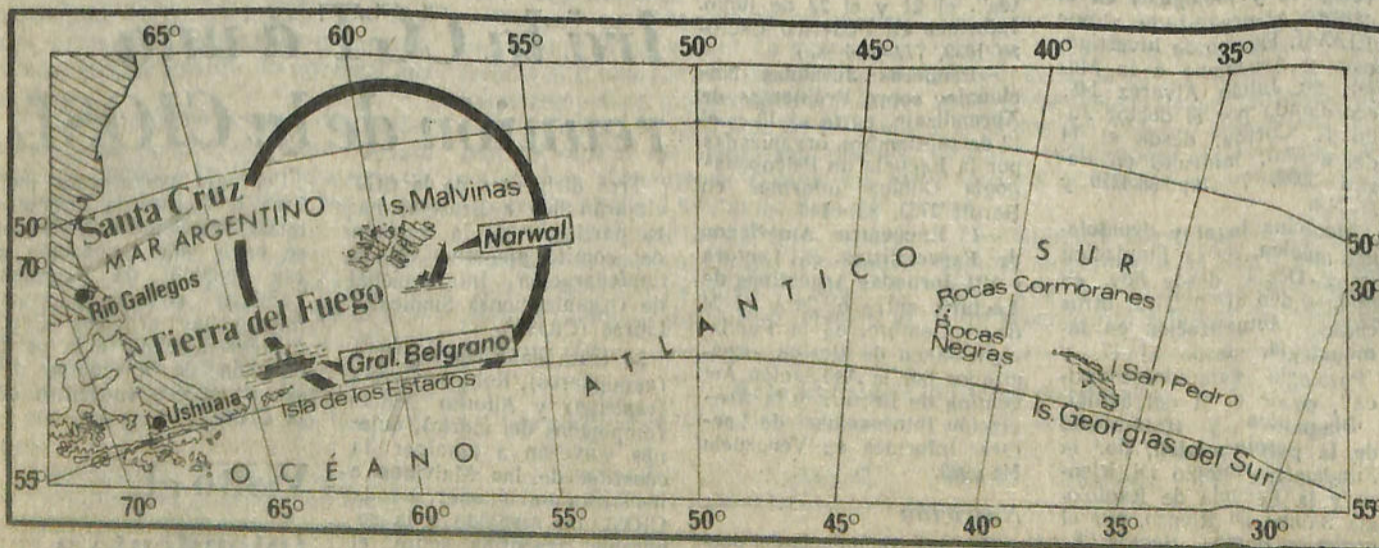 65° 60° 55° 50° 45° 40° 35°
Santa Cruz
MAR ARGENTINO
Is. Malvinas
Narwal
50°
70°
Río Gallegos
Tierra del Fuego
Gral. Belgrano
Isla de los Estados
Ushuaia
OCÉANO
ATLÁNTICO
SUR
Rocas Cormoranes
Rocas
Negras
I San Pedro
Is. Georgias del Sur
50°
30°
55°
55°
70° 65° 60° 55° 50° 45° 40° 35° 30°